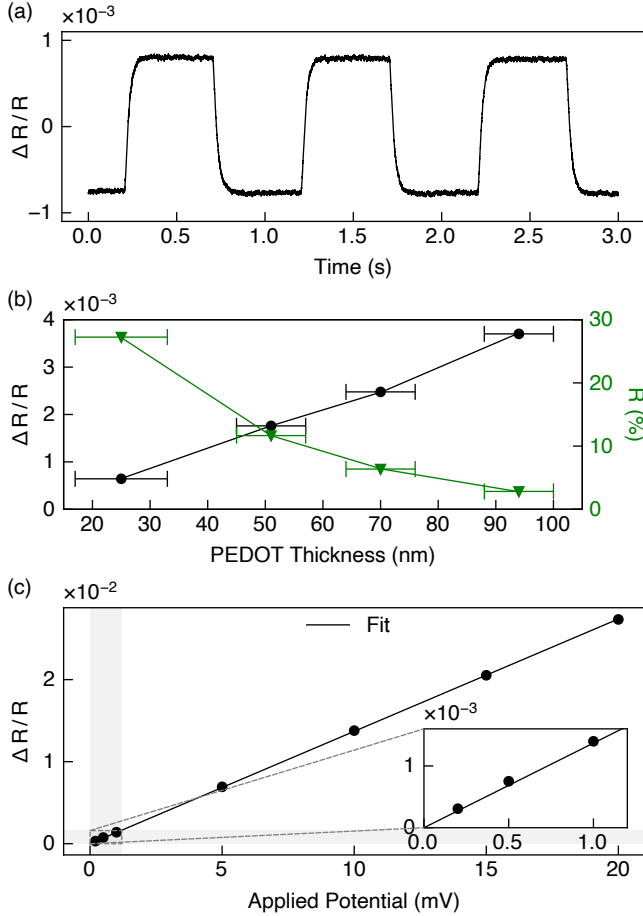 (a)
×10⁻³
1
0
−1
ΔR/R
0.0 0.5 1.0 1.5 2.0 2.5 3.0
Time (s)
(b)
×10⁻³
4
3
2
1
0
ΔR/R
30
20
10
0
R (%)
20 30 40 50 60 70 80 90 100
PEDOT Thickness (nm)
(c)
×10⁻²
2
1
0
ΔR/R
Fit
×10⁻³
1
0
0.0 0.5 1.0
0 5 10 15 20
Applied Potential (mV)